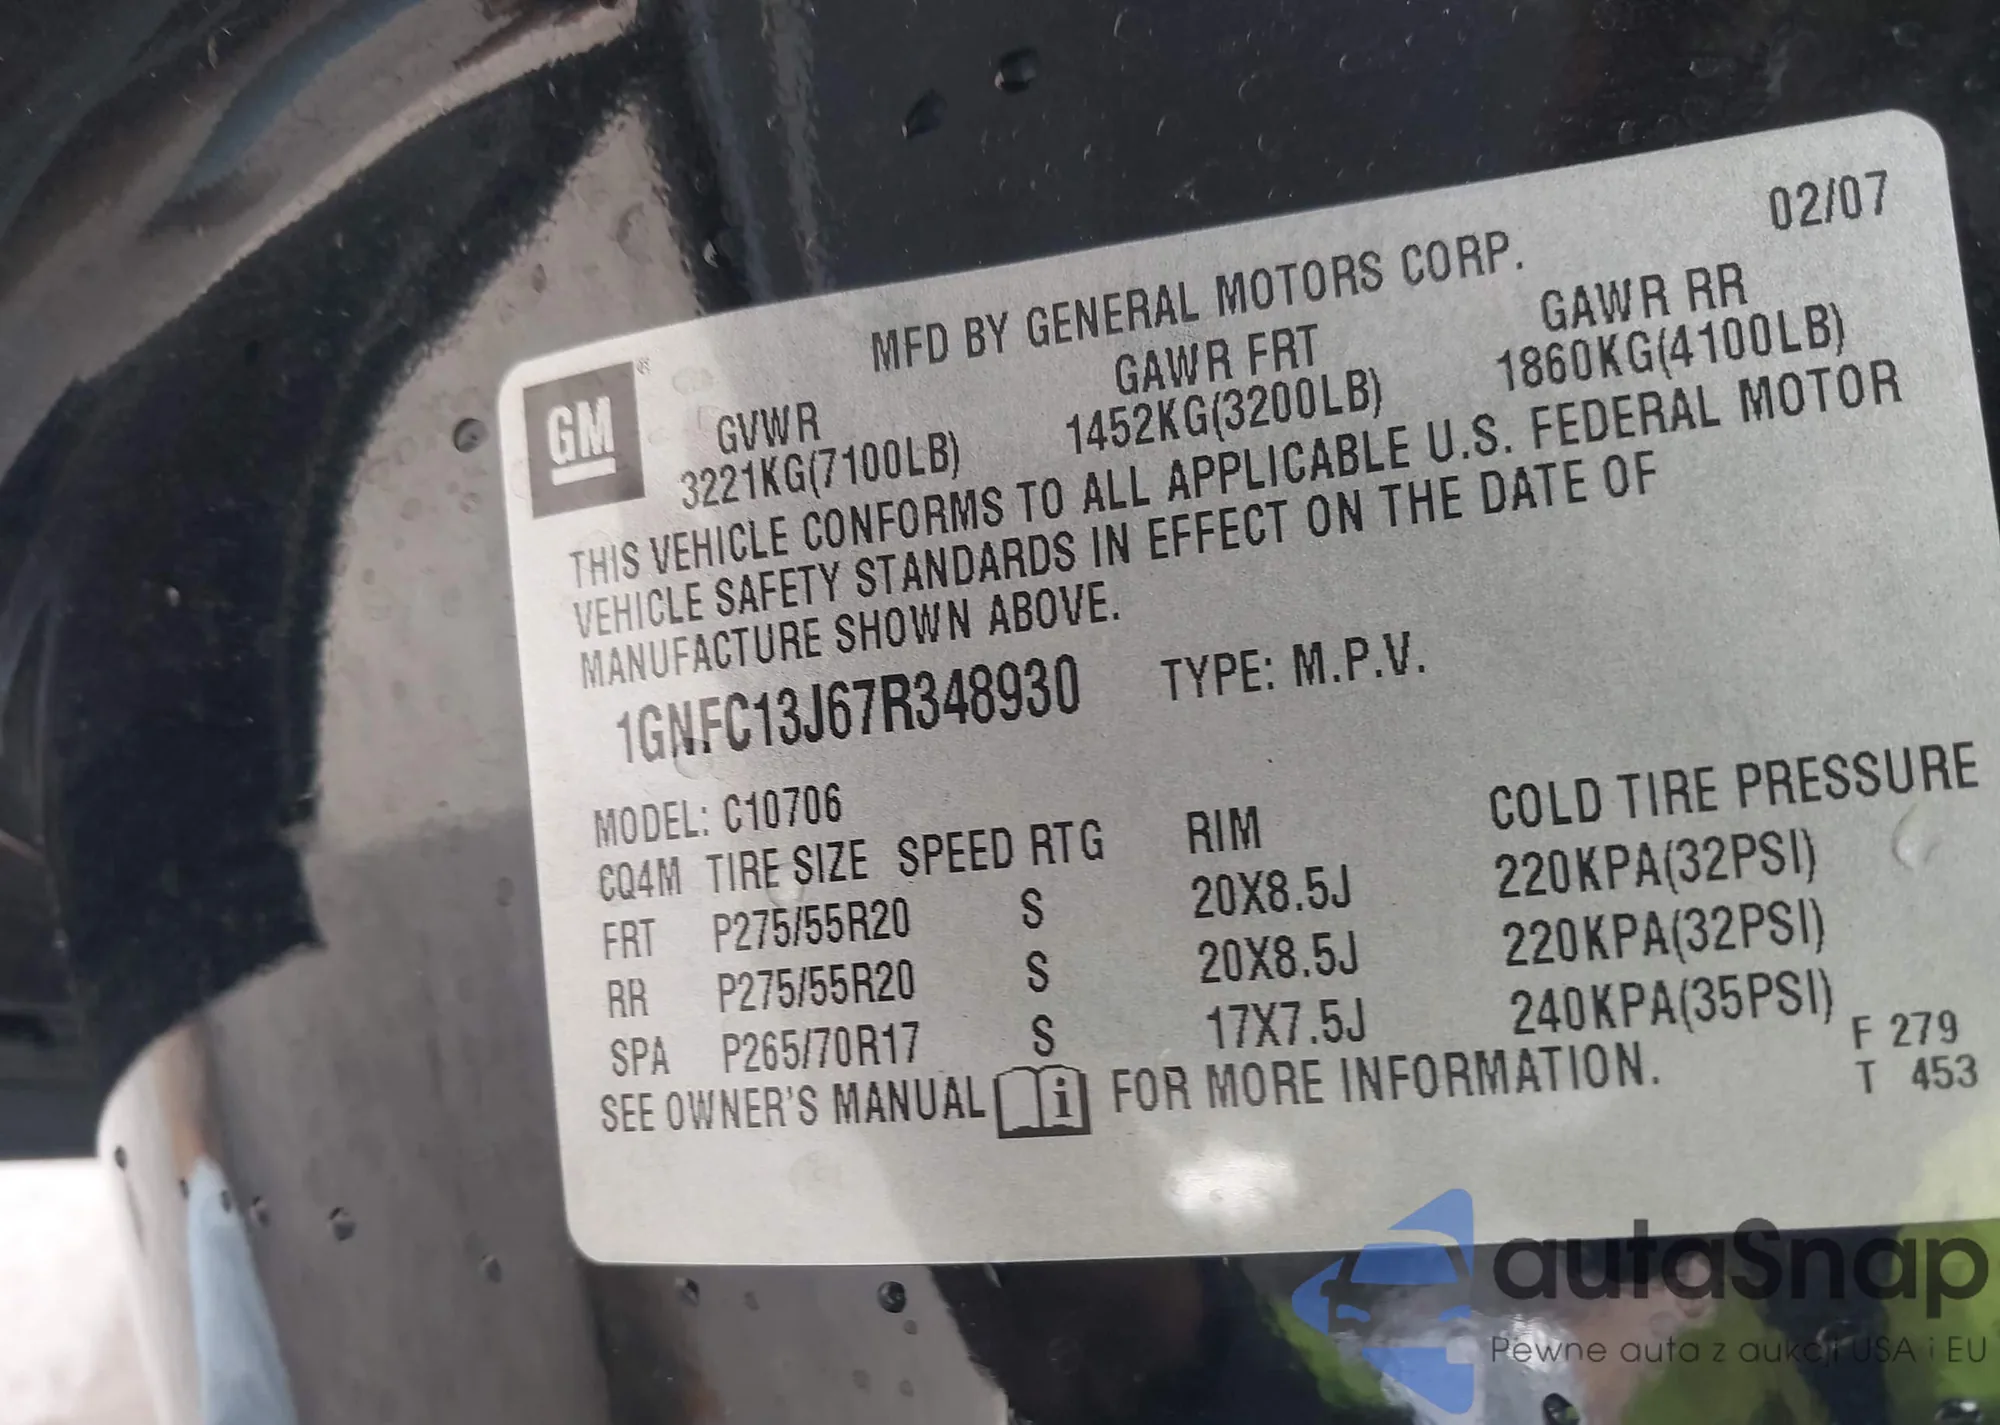 02/07
MFD BY GENERAL MOTORS CORP.
GM
GVWR GAWR FRT GAWR RR
3221KG(7100LB) 1452KG(3200LB) 1860KG(4100LB)
THIS VEHICLE CONFORMS TO ALL APPLICABLE U.S. FEDERAL MOTOR
VEHICLE SAFETY STANDARDS IN EFFECT ON THE DATE OF
MANUFACTURE SHOWN ABOVE.
1GNFC13J67R348930 TYPE: M.P.V.
MODEL: C10706
CQ4M TIRE SIZE SPEED RTG RIM COLD TIRE PRESSURE
FRT P275/55R20 S 20X8.5J 220KPA(32PSI)
RR P275/55R20 S 20X8.5J 220KPA(32PSI)
SPA P265/70R17 S 17X7.5J 240KPA(35PSI)
SEE OWNER'S MANUAL i FOR MORE INFORMATION.
F 279
T 453
autaSnap
Pewne auta z aukcji USA i EU